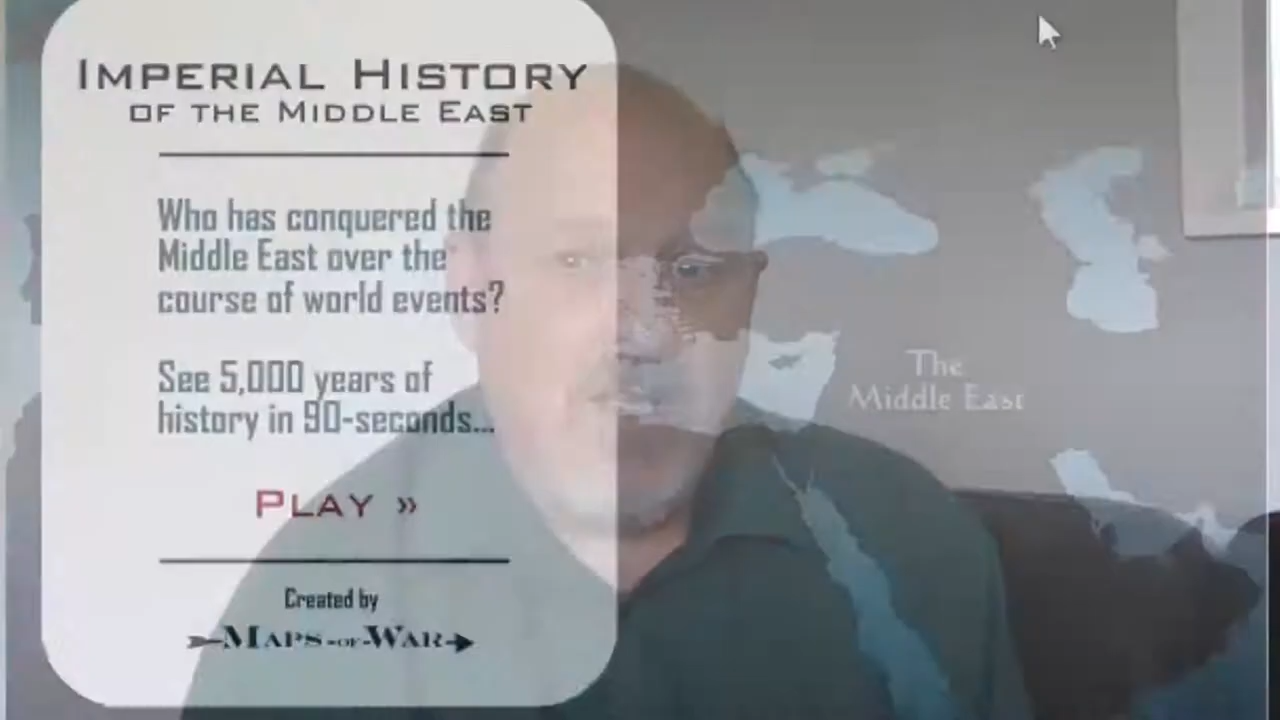 IMPERIAL HISTORY
OF THE MIDDLE EAST
Who has conquered the
Middle East over the
course of world events?
See 5,000 years of
history in 90-seconds...
PLAY »
Created by
MAPS-OF-WAR
The
Middle East